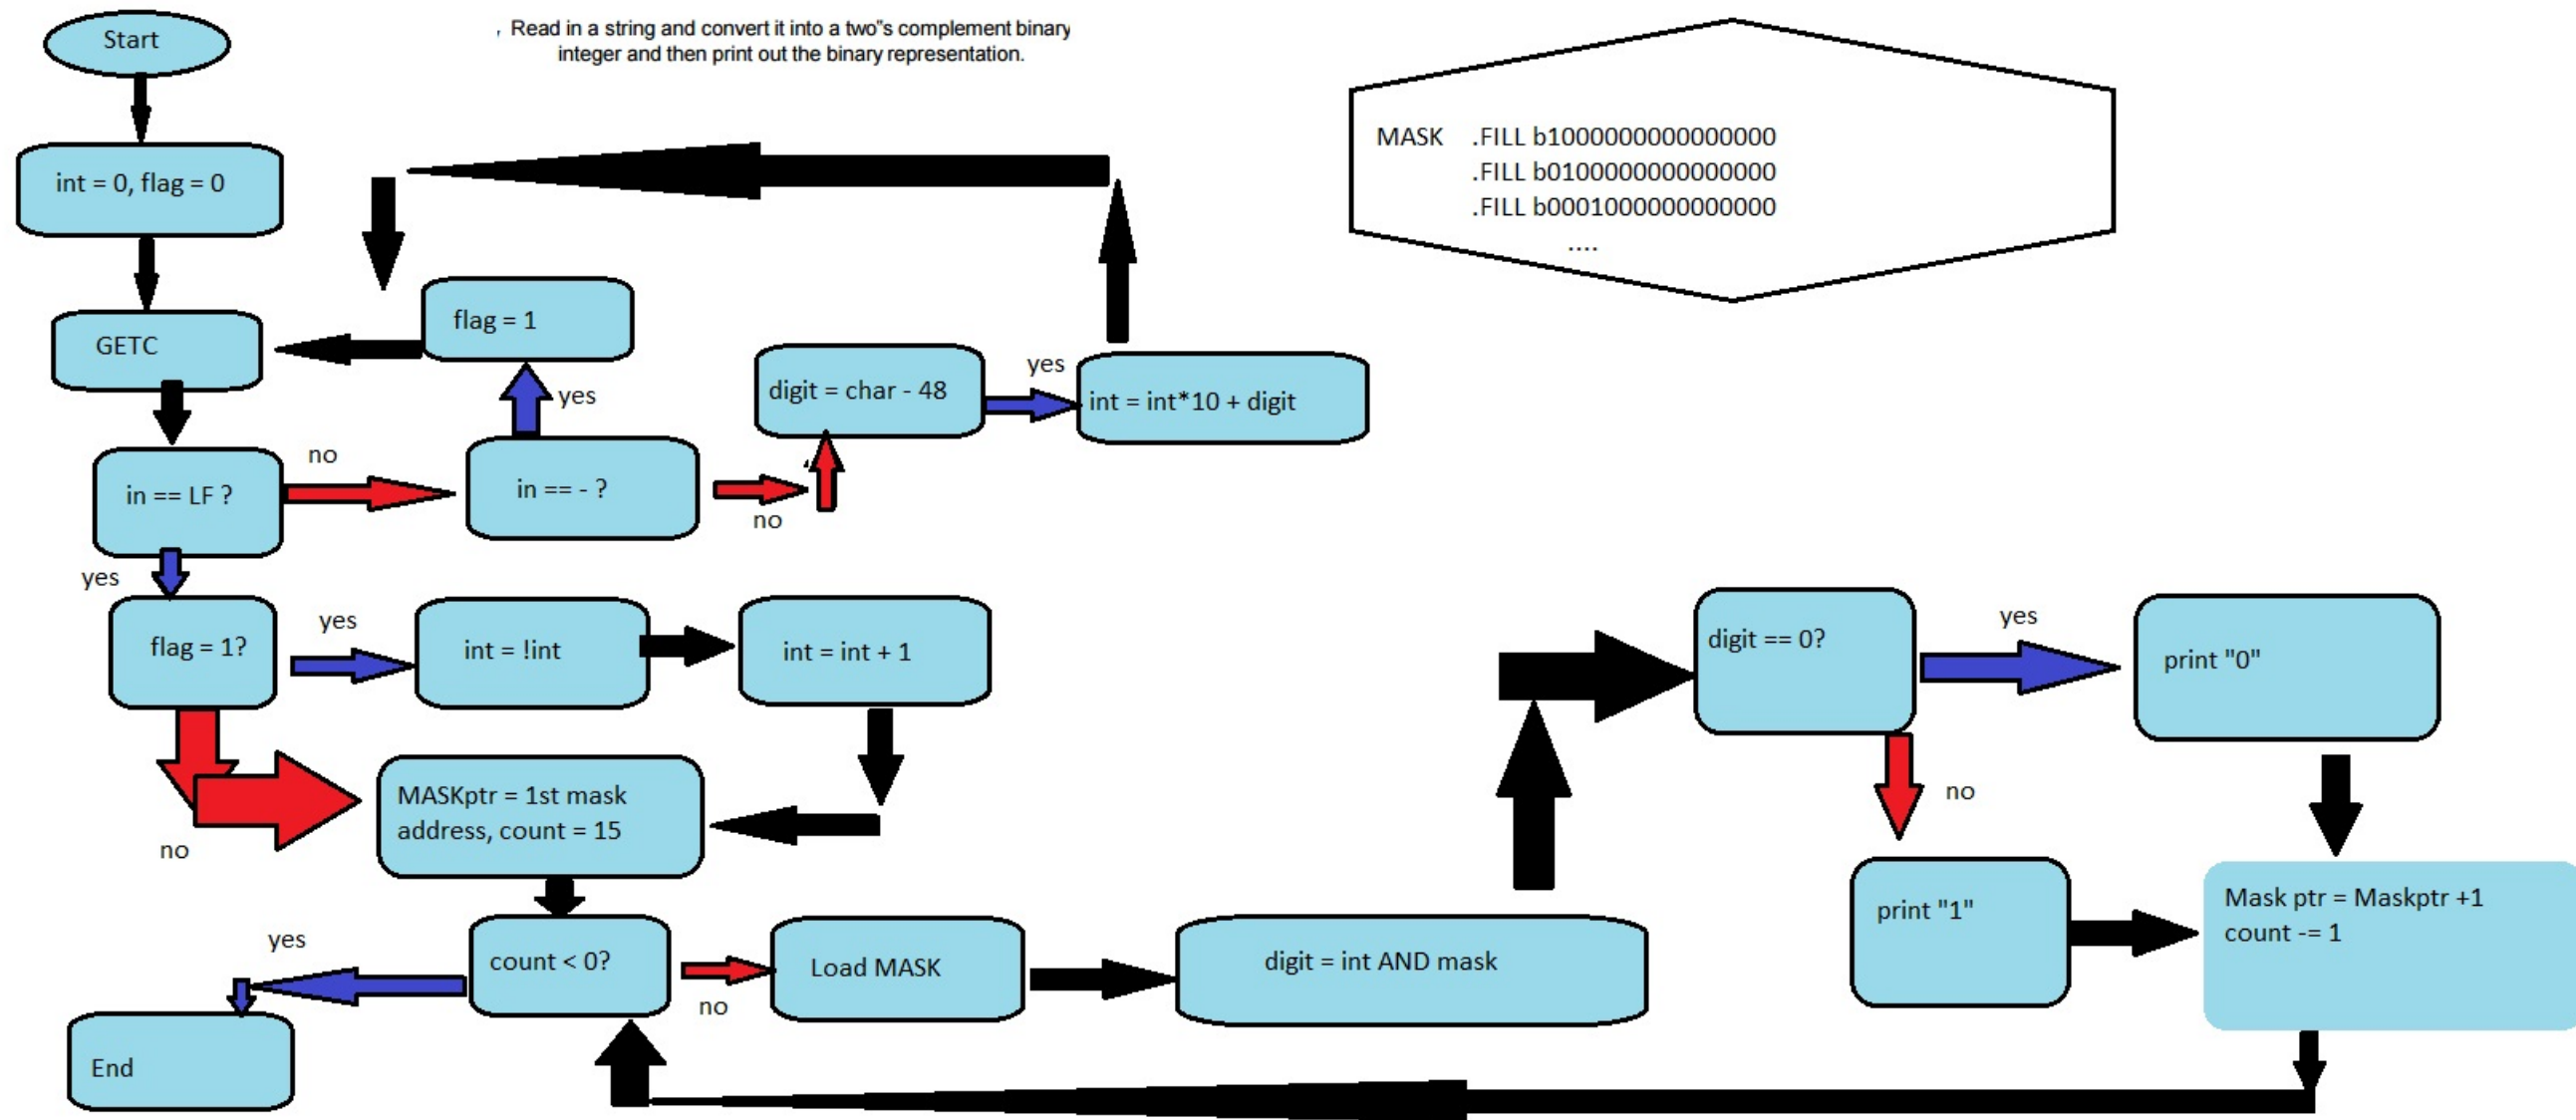 Start
, Read in a string and convert it into a two"s complement binary
integer and then print out the binary representation.
MASK .FILL b1000000000000000
.FILL b0100000000000000
.FILL b0001000000000000
....
int = 0, flag = 0
GETC
flag = 1
yes
digit = char - 48
yes
int = int*10 + digit
in == LF ?
no
in == - ?
no
yes
flag = 1?
yes
int = !int
int = int + 1
no
MASKptr = 1st mask
address, count = 15
count < 0?
yes
End
no
Load MASK
digit = int AND mask
digit == 0?
yes
print "0"
no
print "1"
Mask ptr = Maskptr +1
count -= 1